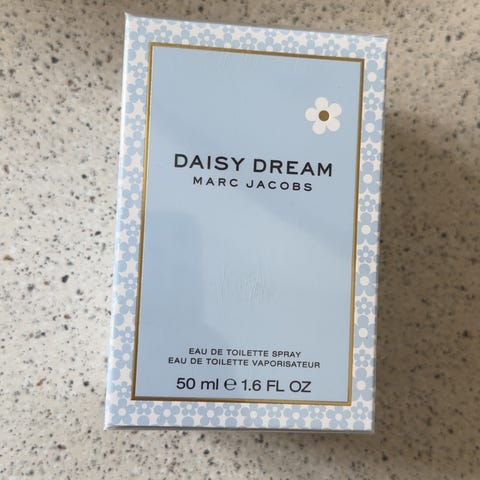 DAISY DREAM
MARC JACOBS
EAU DE TOILETTE SPRAY
EAU DE TOILETTE VAPORISATEUR
50 ml ℮ 1.6 FL OZ